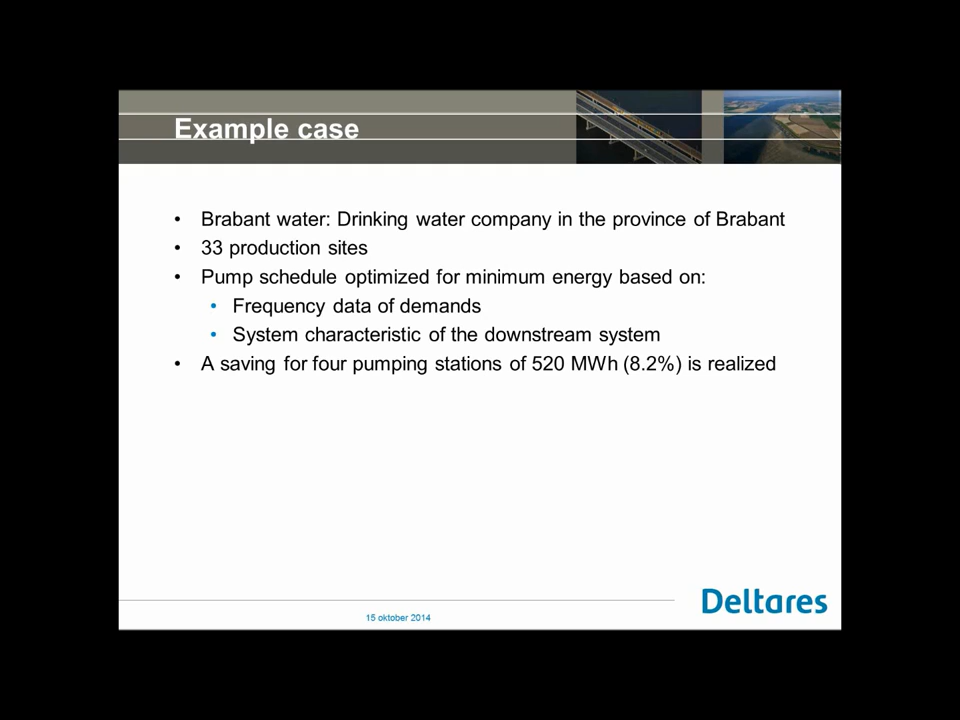 Example case
• Brabant water: Drinking water company in the province of Brabant
• 33 production sites
• Pump schedule optimized for minimum energy based on:
• Frequency data of demands
• System characteristic of the downstream system
• A saving for four pumping stations of 520 MWh (8.2%) is realized
Deltares
15 oktober 2014